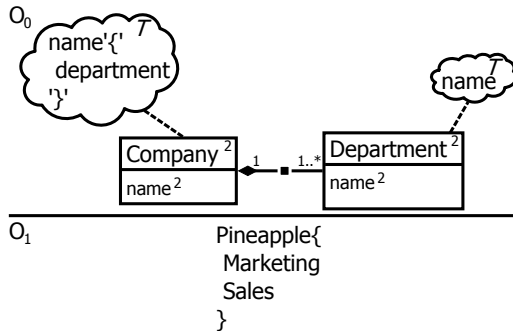 O0
T
name'{'
department
'}'
T
name
Company 2
name 2
1
1..*
Department 2
name 2
O1
Pineapple{
Marketing
Sales
}